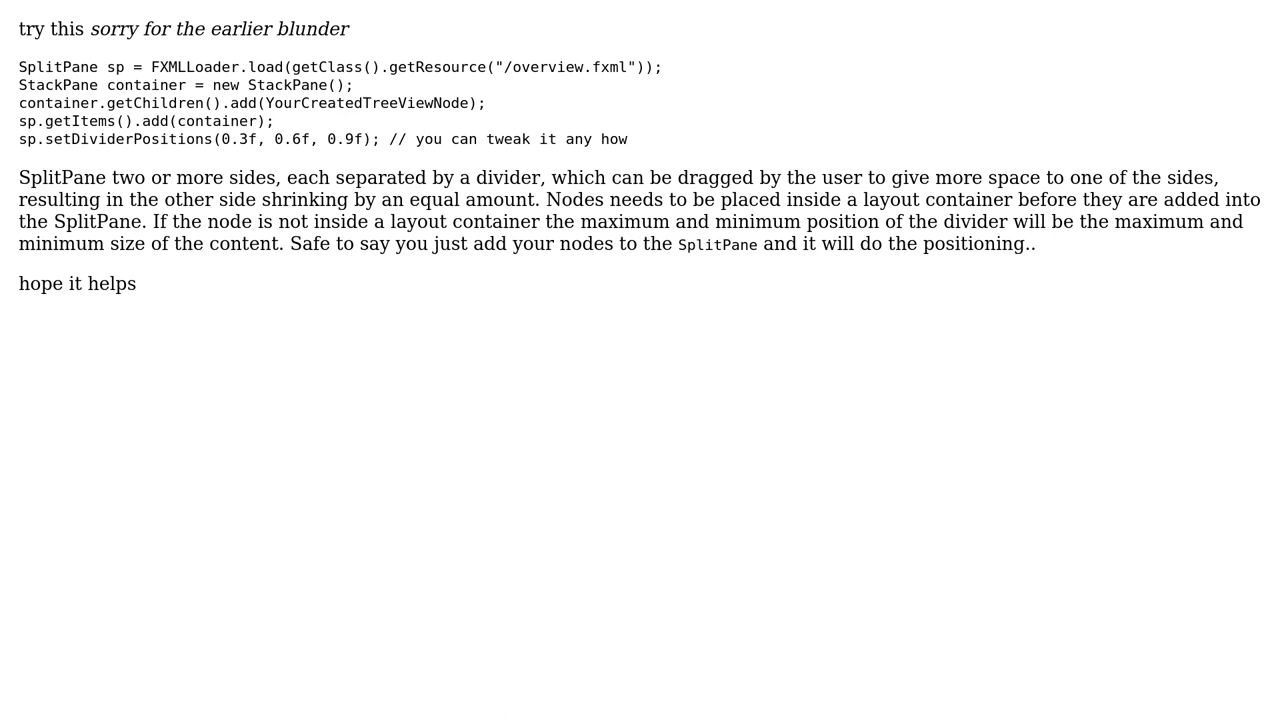 try this sorry for the earlier blunder
SplitPane sp = FXMLLoader.load(getClass().getResource("/overview.fxml"));
StackPane container = new StackPane();
container.getChildren().add(YourCreatedTreeViewNode);
sp.getItems().add(container);
sp.setDividerPositions(0.3f, 0.6f, 0.9f); // you can tweak it any how
SplitPane two or more sides, each separated by a divider, which can be dragged by the user to give more space to one of the sides,
resulting in the other side shrinking by an equal amount. Nodes needs to be placed inside a layout container before they are added into
the SplitPane. If the node is not inside a layout container the maximum and minimum position of the divider will be the maximum and
minimum size of the content. Safe to say you just add your nodes to the SplitPane and it will do the positioning..
hope it helps